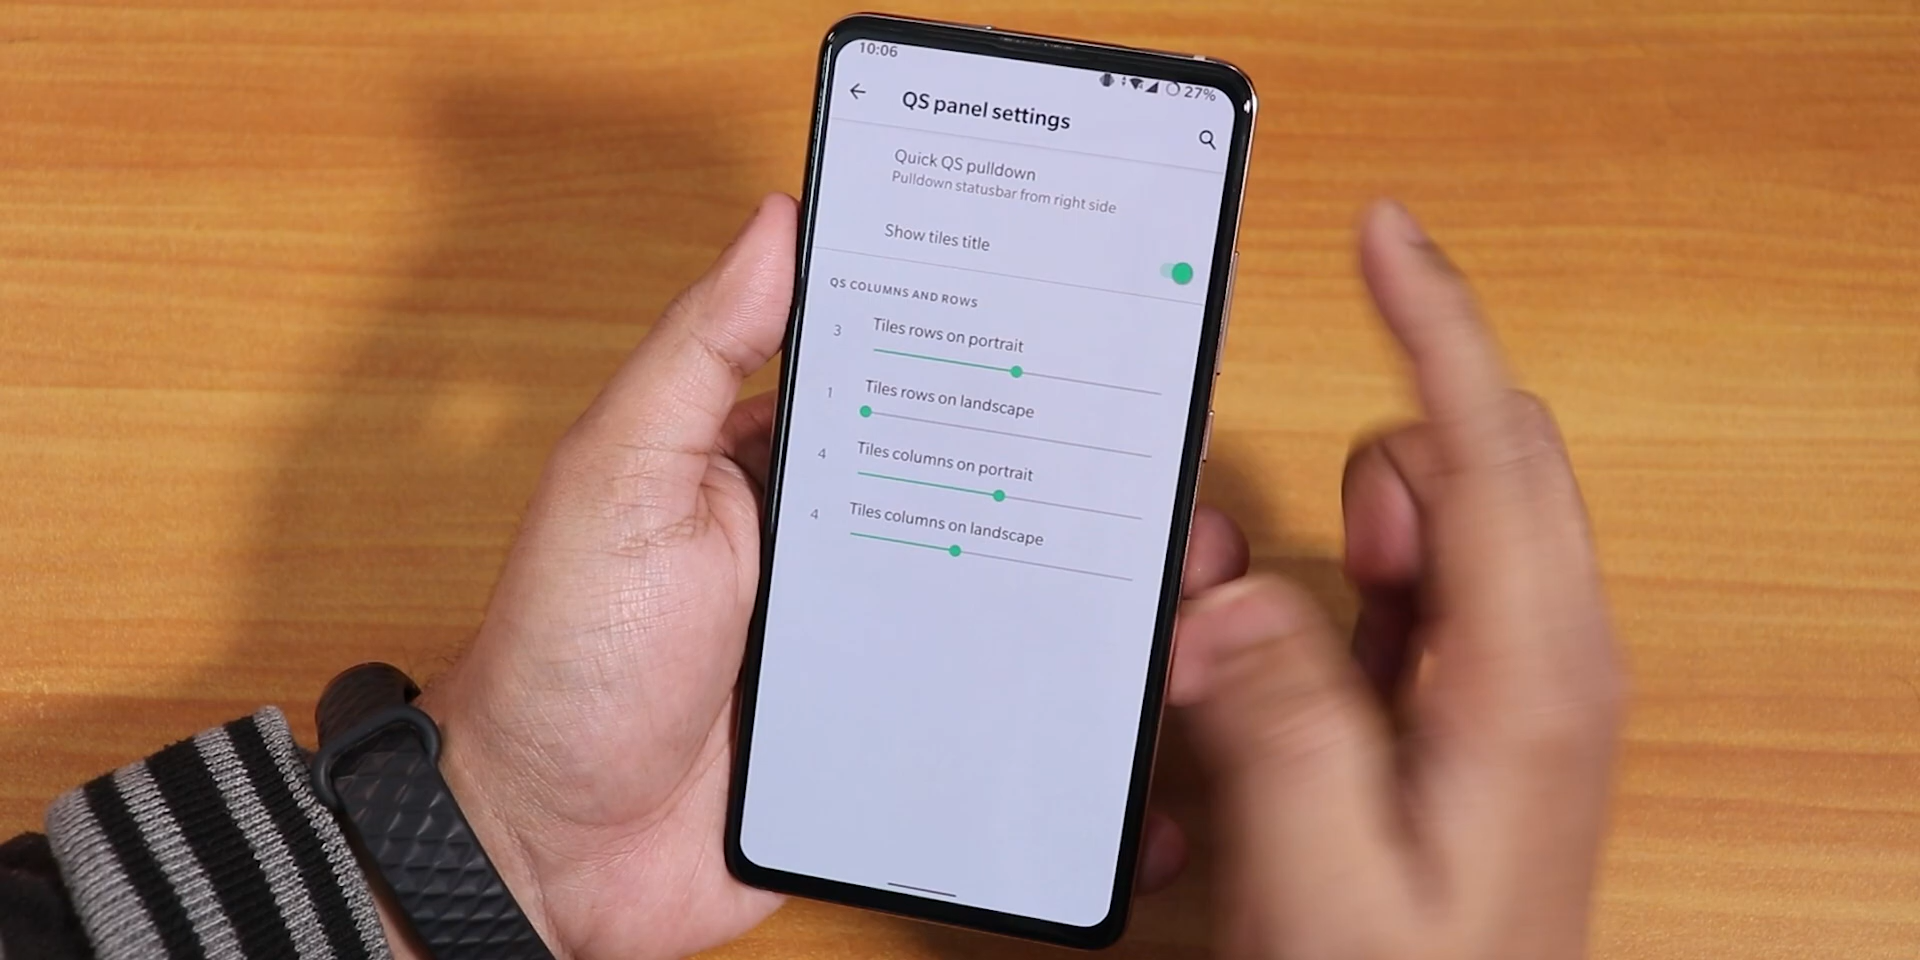 10:06
27%
QS panel settings
Quick QS pulldown
Pulldown statusbar from right side
Show tiles title
QS COLUMNS AND ROWS
3
Tiles rows on portrait
1
Tiles rows on landscape
4
Tiles columns on portrait
4
Tiles columns on landscape